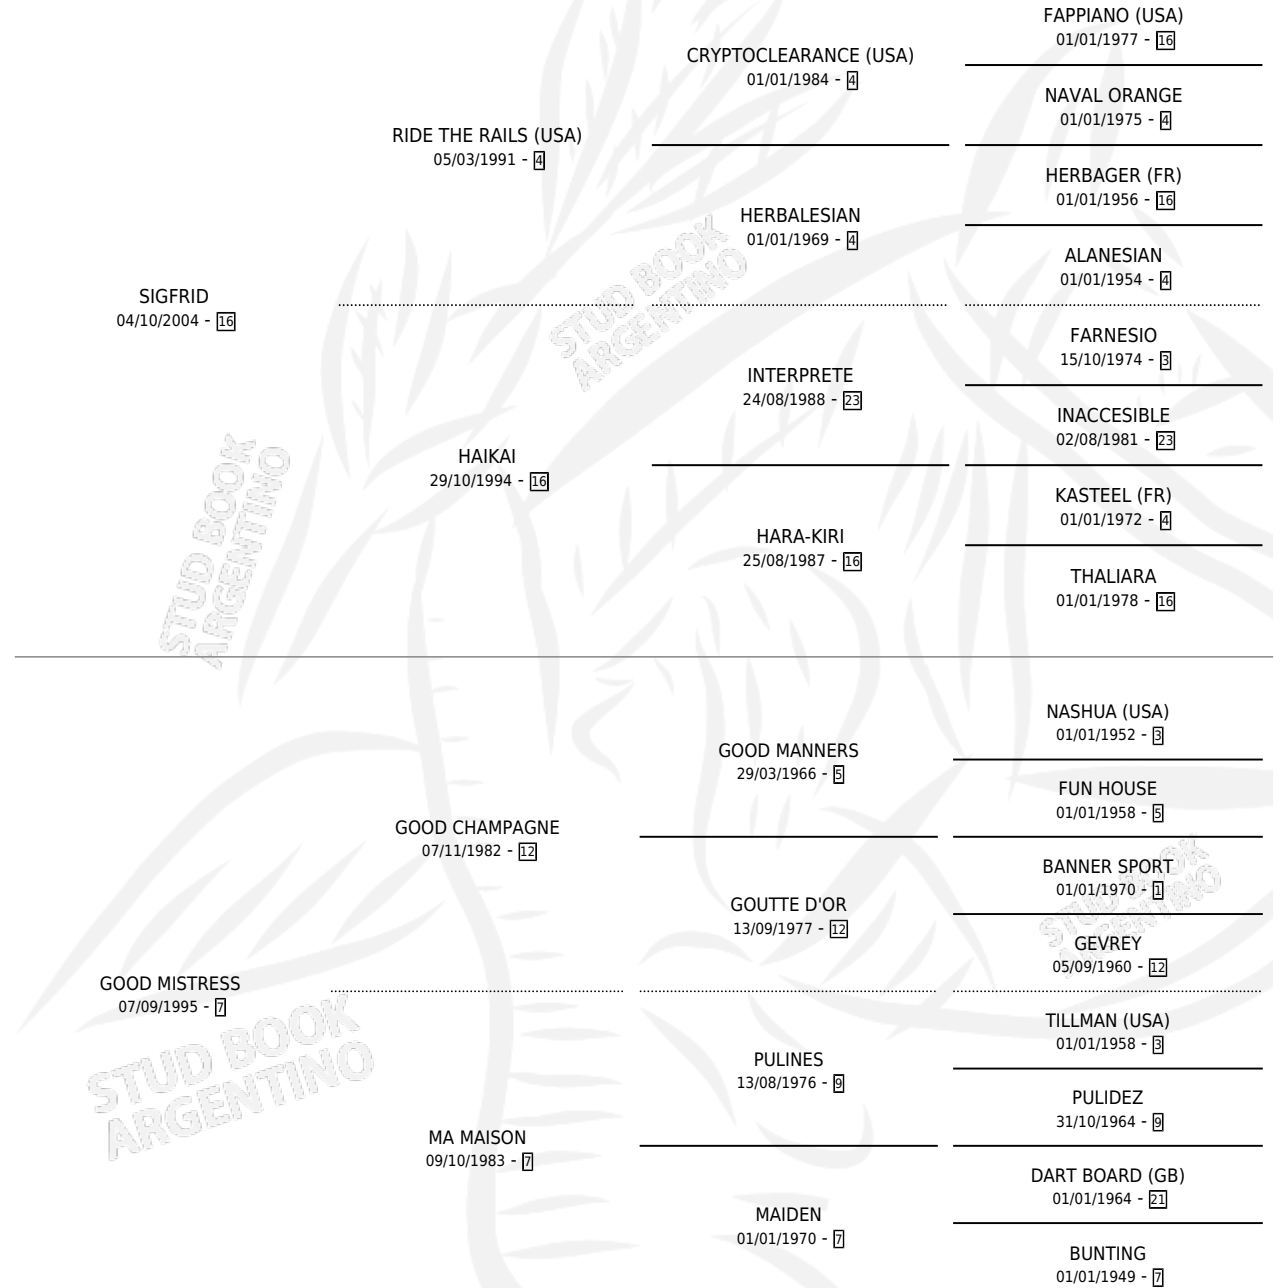 FAPPIANO (USA)
01/01/1977 - 16
CRYPTOCLEARANCE (USA)
01/01/1984 - 4
NAVAL ORANGE
01/01/1975 - 4
RIDE THE RAILS (USA)
05/03/1991 - 4
HERBAGER (FR)
01/01/1956 - 16
HERBALESIAN
01/01/1969 - 4
ALANESIAN
01/01/1954 - 4
SIGFRID
04/10/2004 - 16
STUD BOOK
ARGENTINO
FARNESIO
15/10/1974 - 3
INTERPRETE
24/08/1988 - 23
INACCESIBLE
02/08/1981 - 23
HAIKAI
29/10/1994 - 16
KASTEEL (FR)
01/01/1972 - 4
HARA-KIRI
25/08/1987 - 16
THALIARA
01/01/1978 - 16
STUD BOOK
ARGENTINO
NASHUA (USA)
01/01/1952 - 3
GOOD MANNERS
29/03/1966 - 5
FUN HOUSE
01/01/1958 - 5
GOOD CHAMPAGNE
07/11/1982 - 12
BANNER SPORT
01/01/1970 - 1
GOUTTE D'OR
13/09/1977 - 12
STUD BOOK
ARGENTINO
GEVREY
05/09/1960 - 12
GOOD MISTRESS
07/09/1995 - 7
STUD BOOK
ARGENTINO
TILLMAN (USA)
01/01/1958 - 3
PULINES
13/08/1976 - 9
PULIDEZ
31/10/1964 - 9
MA MAISON
09/10/1983 - 7
DART BOARD (GB)
01/01/1964 - 21
MAIDEN
01/01/1970 - 7
BUNTING
01/01/1949 - 7